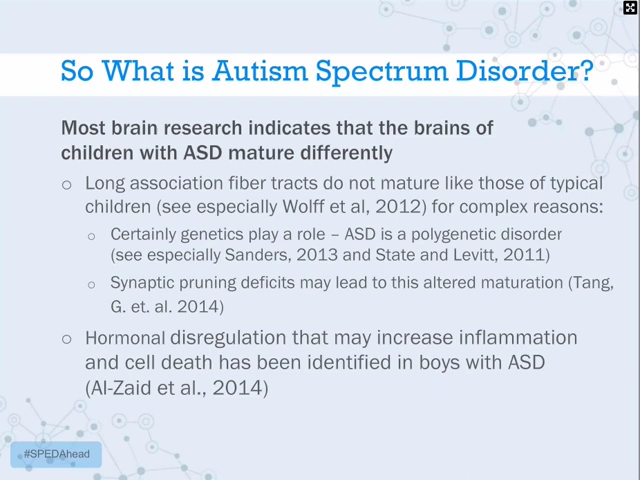 So What is Autism Spectrum Disorder?
Most brain research indicates that the brains of
children with ASD mature differently
o Long association fiber tracts do not mature like those of typical
children (see especially Wolff et al, 2012) for complex reasons:
o Certainly genetics play a role – ASD is a polygenetic disorder
(see especially Sanders, 2013 and State and Levitt, 2011)
o Synaptic pruning deficits may lead to this altered maturation (Tang,
G. et. al. 2014)
o Hormonal disregulation that may increase inflammation
and cell death has been identified in boys with ASD
(Al-Zaid et al., 2014)
#SPEDAhead